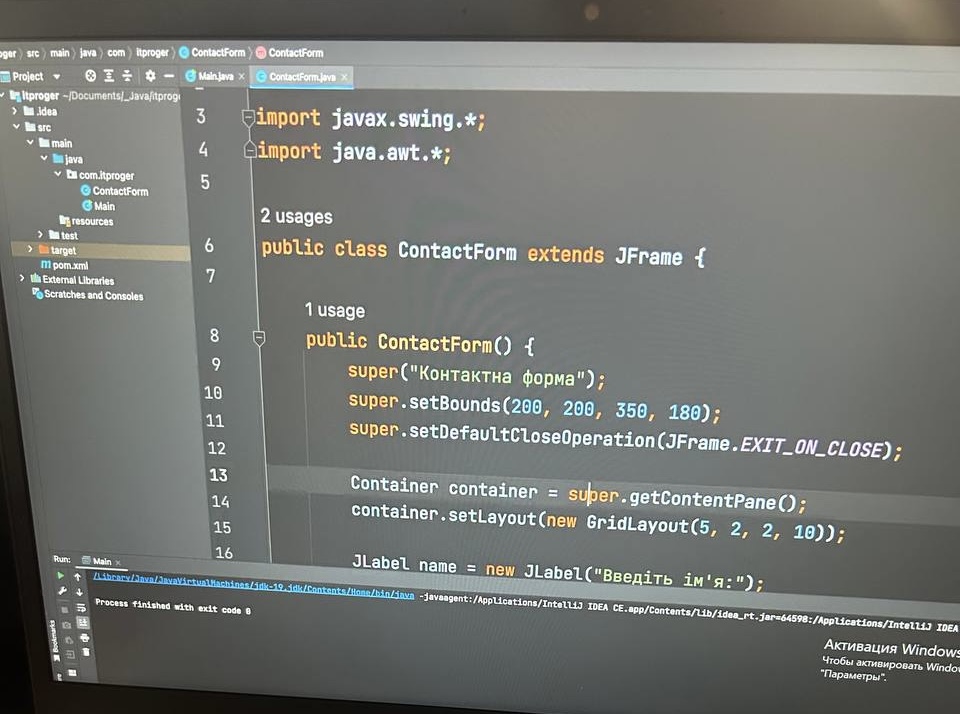 src main java com itproger ContactForm ContactForm
Project
Main.java
ContactForm.java
itproger ~/Documents/_Java/itprog
.idea
src
main
java
com.itproger
ContactForm
Main
resources
test
target
pom.xml
External Libraries
Scratches and Consoles
3 import javax.swing.*;
4 import java.awt.*;
5
2 usages
6 public class ContactForm extends JFrame {
7
1 usage
8 public ContactForm() {
9 super("Контактна форма");
10 super.setBounds(200, 200, 350, 180);
11 super.setDefaultCloseOperation(JFrame.EXIT_ON_CLOSE);
12
13 Container container = super.getContentPane();
14 container.setLayout(new GridLayout(5, 2, 2, 10));
15
16 JLabel name = new JLabel("Введіть ім'я:");
Run: Main
/Library/Java/JavaVirtualMachines/jdk-19.jdk/Contents/Home/bin/java -javaagent:/Applications/IntelliJ IDEA CE.app/Contents/lib/idea_rt.jar=64598:/Applications/IntelliJ IDEA
Process finished with exit code 0
Bookmarks
Активация Windows
Чтобы активировать Windo
"Параметры".